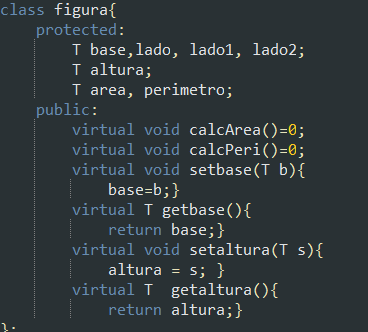 class figura{
protected:
T base,lado, lado1, lado2;
T altura;
T area, perimetro;
public:
virtual void calcArea()=0;
virtual void calcPeri()=0;
virtual void setbase(T b){
base=b;}
virtual T getbase(){
return base;}
virtual void setaltura(T s){
altura = s; }
virtual T  getaltura(){
return altura;}
};